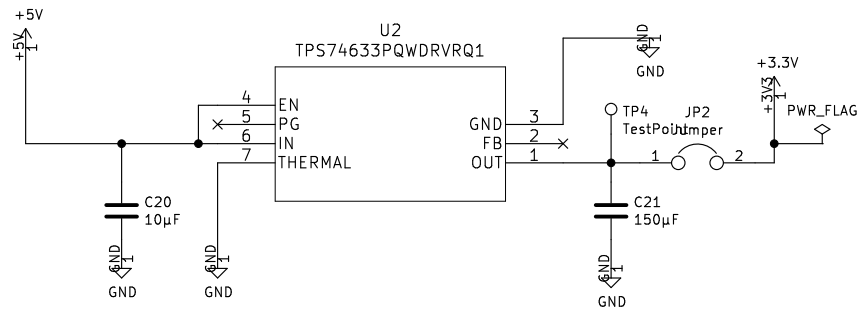 +5V
+5V
1
U2
TPS74633PQWDRVRQ1
4
EN
5
PG
6
IN
7
THERMAL
GND
3
FB
2
OUT
1
GND
1
GND
TP4
TestPoint
JP2
Jumper
1
2
+3.3V
+3V3
1
PWR_FLAG
C20
10µF
GND
1
GND
GND
1
GND
C21
150µF
GND
1
GND